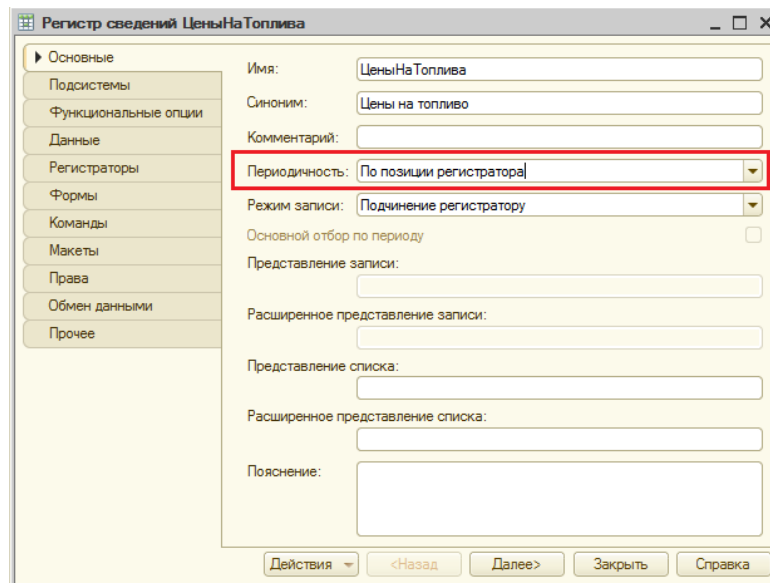 Регистр сведений ЦеныНаТоплива
Основные
Подсистемы
Функциональные опции
Данные
Регистраторы
Формы
Команды
Макеты
Права
Обмен данными
Прочее
Имя: ЦеныНаТоплива
Синоним: Цены на топливо
Комментарий:
Периодичность: По позиции регистратора
Режим записи: Подчинение регистратору
Основной отбор по периоду
Представление записи:
Расширенное представление записи:
Представление списка:
Расширенное представление списка:
Пояснение:
Действия <Назад Далее> Закрыть Справка